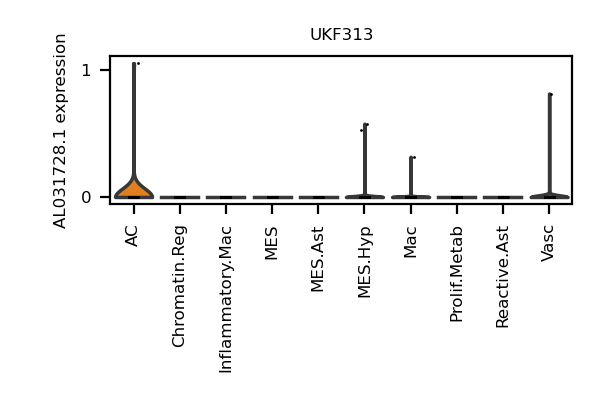 UKF313
AL031728.1 expression
1
0
AC
Chromatin.Reg
Inflammatory.Mac
MES
MES.Ast
MES.Hyp
Mac
Prolif.Metab
Reactive.Ast
Vasc